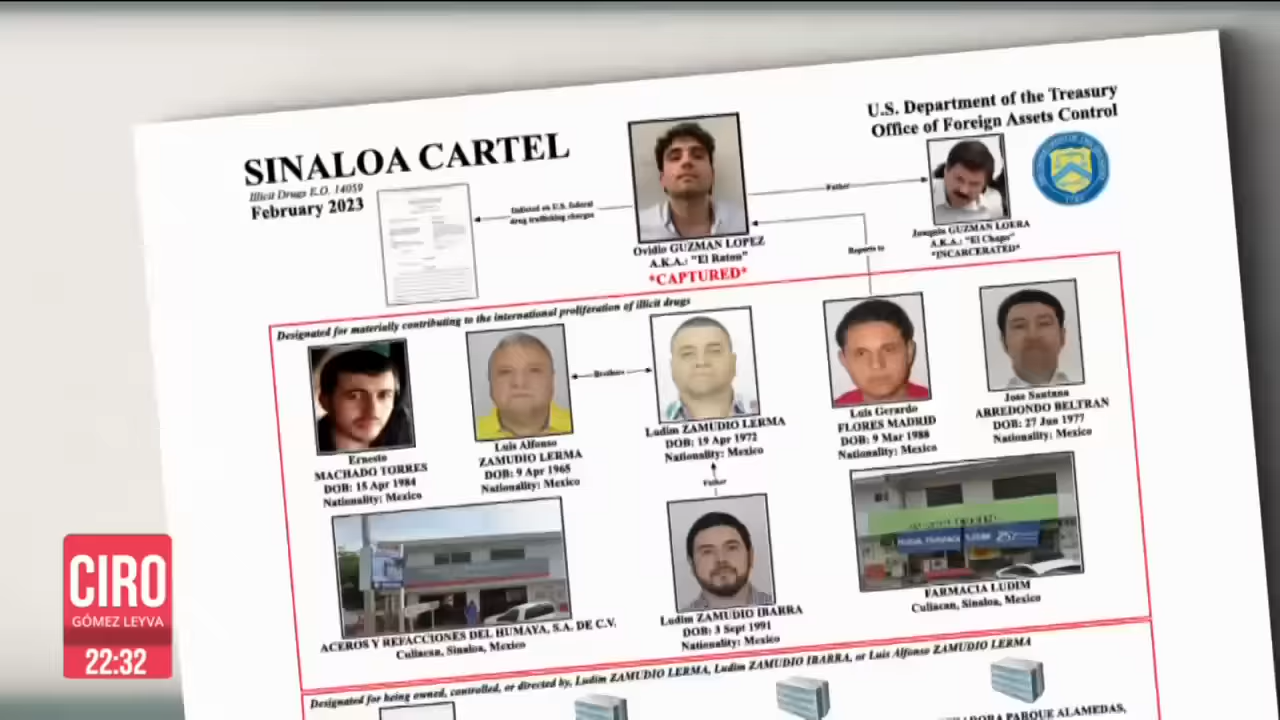 SINALOA CARTEL
Illicit Drugs E.O. 14059
February 2023
U.S. Department of the Treasury
Office of Foreign Assets Control
Indicted on U.S. federal
drug trafficking charges
Father
Reports to
Ovidio GUZMAN LOPEZ
A.K.A.: "El Raton"
*CAPTURED*
Joaquin GUZMAN LOERA
A.K.A.: "El Chapo"
*INCARCERATED*
Designated for materially contributing to the international proliferation of illicit drugs
Brothers
Ernesto
MACHADO TORRES
DOB: 15 Apr 1984
Nationality: Mexico
Luis Alfonso
ZAMUDIO LERMA
DOB: 9 Apr 1965
Nationality: Mexico
Ludim ZAMUDIO LERMA
DOB: 19 Apr 1972
Nationality: Mexico
Luis Gerardo
FLORES MADRID
DOB: 9 Mar 1988
Nationality: Mexico
Jose Santana
ARREDONDO BELTRAN
DOB: 27 Jun 1977
Nationality: Mexico
Father
ACEROS Y REFACCIONES DEL HUMAYA, S.A. DE C.V.
Culiacan, Sinaloa, Mexico
Ludim ZAMUDIO IBARRA
DOB: 3 Sept 1991
Nationality: Mexico
FARMACIA LUDIM
Culiacan, Sinaloa, Mexico
Designated for being owned, controlled, or directed by, Ludim ZAMUDIO LERMA, Ludim ZAMUDIO IBARRA, or Luis Alfonso ZAMUDIO LERMA
PARQUE ALAMEDAS,
CIRO
GÓMEZ LEYVA
22:32